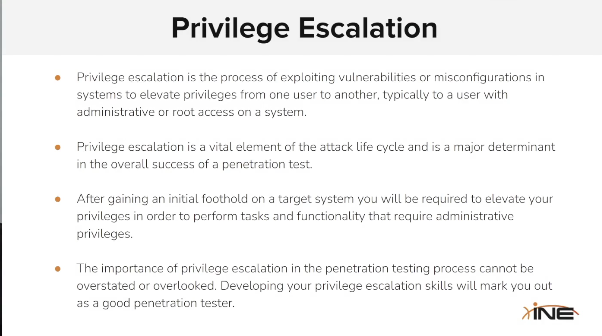 Privilege Escalation
Privilege escalation is the process of exploiting vulnerabilities or misconfigurations in
systems to elevate privileges from one user to another, typically to a user with
administrative or root access on a system.
Privilege escalation is a vital element of the attack life cycle and is a major determinant
in the overall success of a penetration test.
After gaining an initial foothold on a target system you will be required to elevate your
privileges in order to perform tasks and functionality that require administrative
privileges.
The importance of privilege escalation in the penetration testing process cannot be
overstated or overlooked. Developing your privilege escalation skills will mark you out
as a good penetration tester.
INE